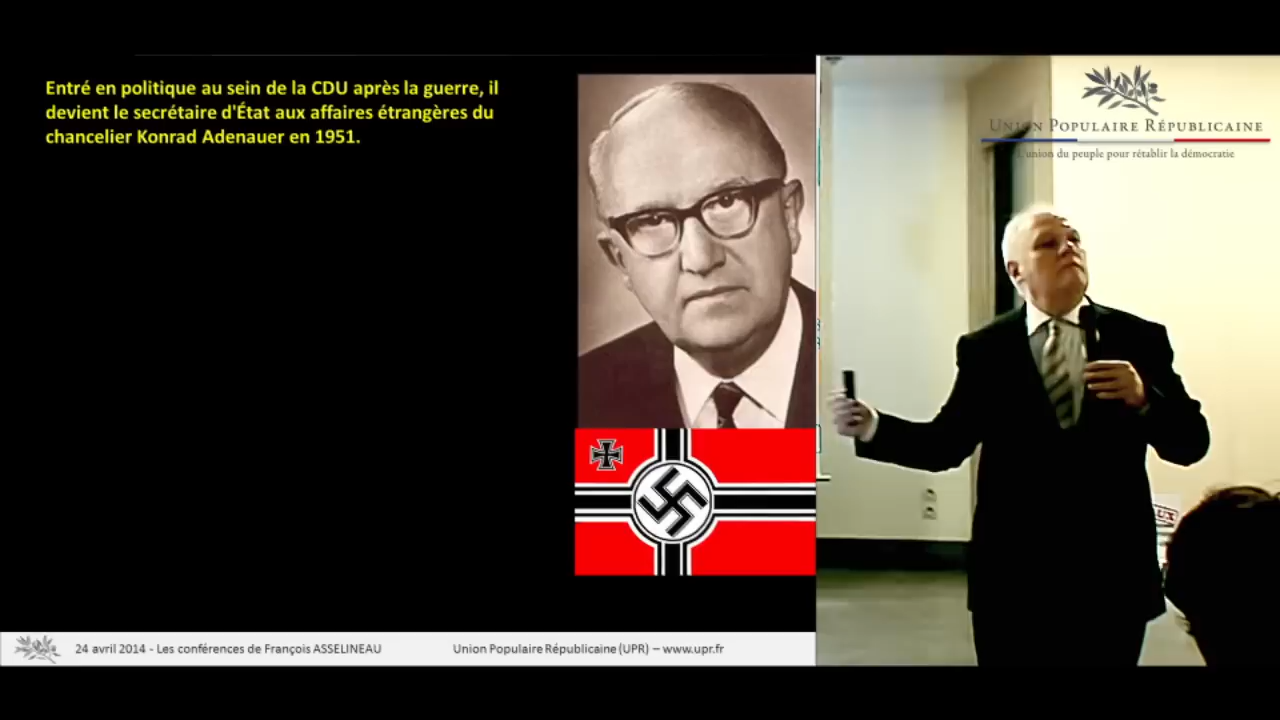 Entré en politique au sein de la CDU après la guerre, il
devient le secrétaire d'État aux affaires étrangères du
chancelier Konrad Adenauer en 1951.
UNION POPULAIRE RÉPUBLICAINE
L'union du peuple pour rétablir la démocratie
24 avril 2014 - Les conférences de François ASSELINEAU
Union Populaire Républicaine (UPR) – www.upr.fr